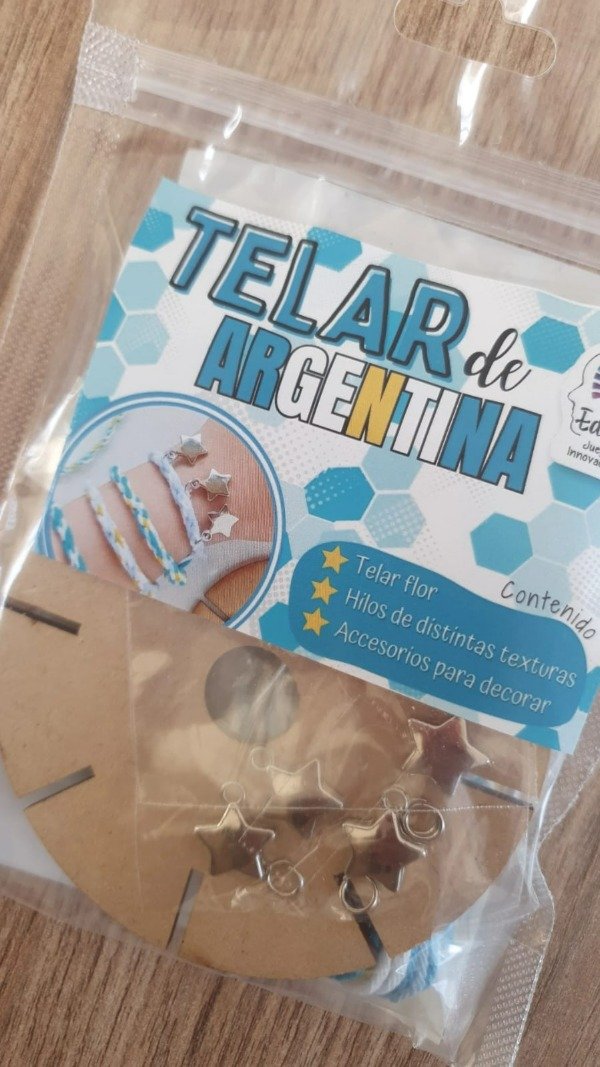 TELAR de
ARGENTINA
Contenido
Telar flor
Hilos de distintas texturas
Accesorios para decorar